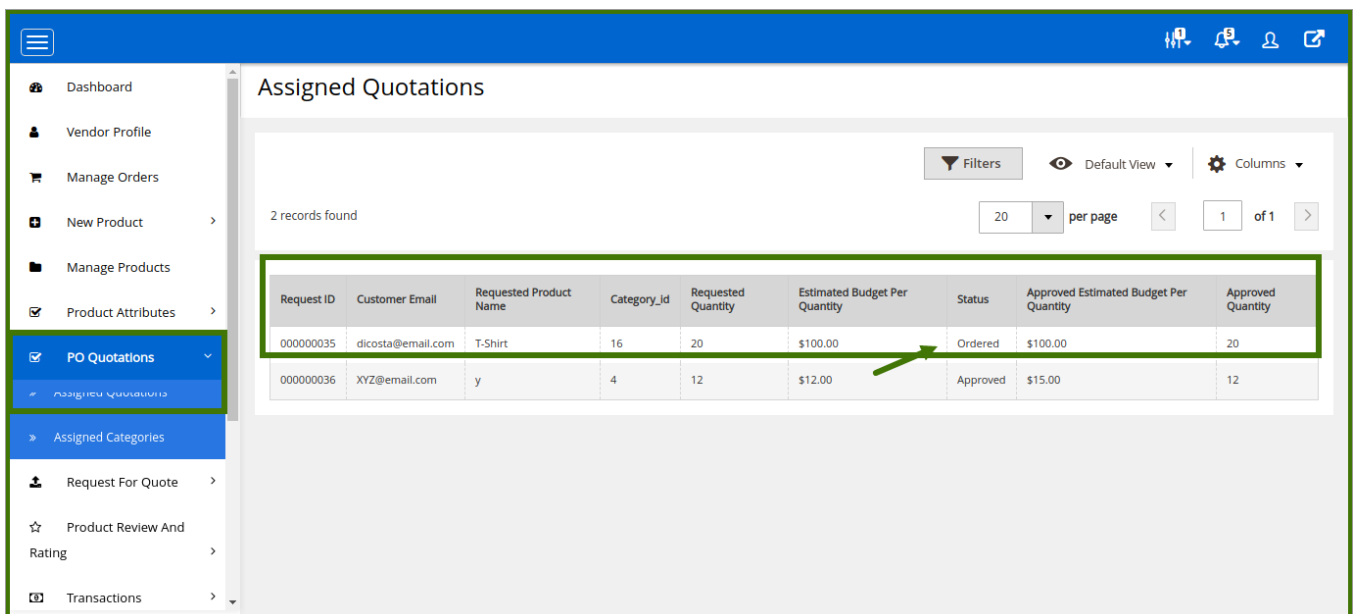 1
5
Dashboard
Assigned Quotations
Vendor Profile
Manage Orders
New Product
Manage Products
Product Attributes
PO Quotations
Assigned Quotations
Assigned Categories
Request For Quote
Product Review And
Rating
Transactions
Filters
Default View
Columns
2 records found
20
per page
1
of 1
Request ID Customer Email Requested Product Name Category_id Requested Quantity Estimated Budget Per Quantity Status Approved Estimated Budget Per Quantity Approved Quantity
000000035 dicosta@email.com T-Shirt 16 20 $100.00 Ordered $100.00 20
000000036 XYZ@email.com y 4 12 $12.00 Approved $15.00 12